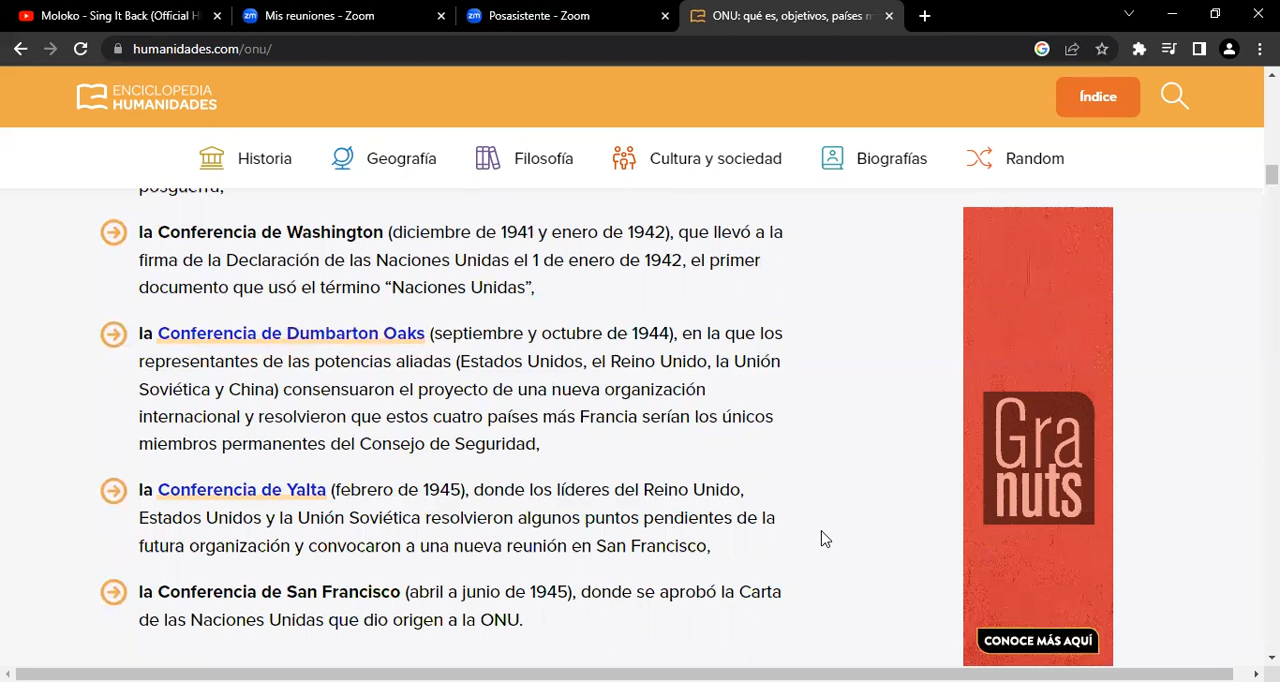 Moloko - Sing It Back (Official H
Mis reuniones - Zoom
Posasistente - Zoom
ONU: qué es, objetivos, países m
humanidades.com/onu/
ENCICLOPEDIA
HUMANIDADES
Índice
Historia
Geografía
Filosofía
Cultura y sociedad
Biografías
Random
posguerra,
la Conferencia de Washington (diciembre de 1941 y enero de 1942), que llevó a la
firma de la Declaración de las Naciones Unidas el 1 de enero de 1942, el primer
documento que usó el término “Naciones Unidas”,
la Conferencia de Dumbarton Oaks (septiembre y octubre de 1944), en la que los
representantes de las potencias aliadas (Estados Unidos, el Reino Unido, la Unión
Soviética y China) consensuaron el proyecto de una nueva organización
internacional y resolvieron que estos cuatro países más Francia serían los únicos
miembros permanentes del Consejo de Seguridad,
la Conferencia de Yalta (febrero de 1945), donde los líderes del Reino Unido,
Estados Unidos y la Unión Soviética resolvieron algunos puntos pendientes de la
futura organización y convocaron a una nueva reunión en San Francisco,
la Conferencia de San Francisco (abril a junio de 1945), donde se aprobó la Carta
de las Naciones Unidas que dio origen a la ONU.
Gra
nuts
CONOCE MÁS AQUÍ